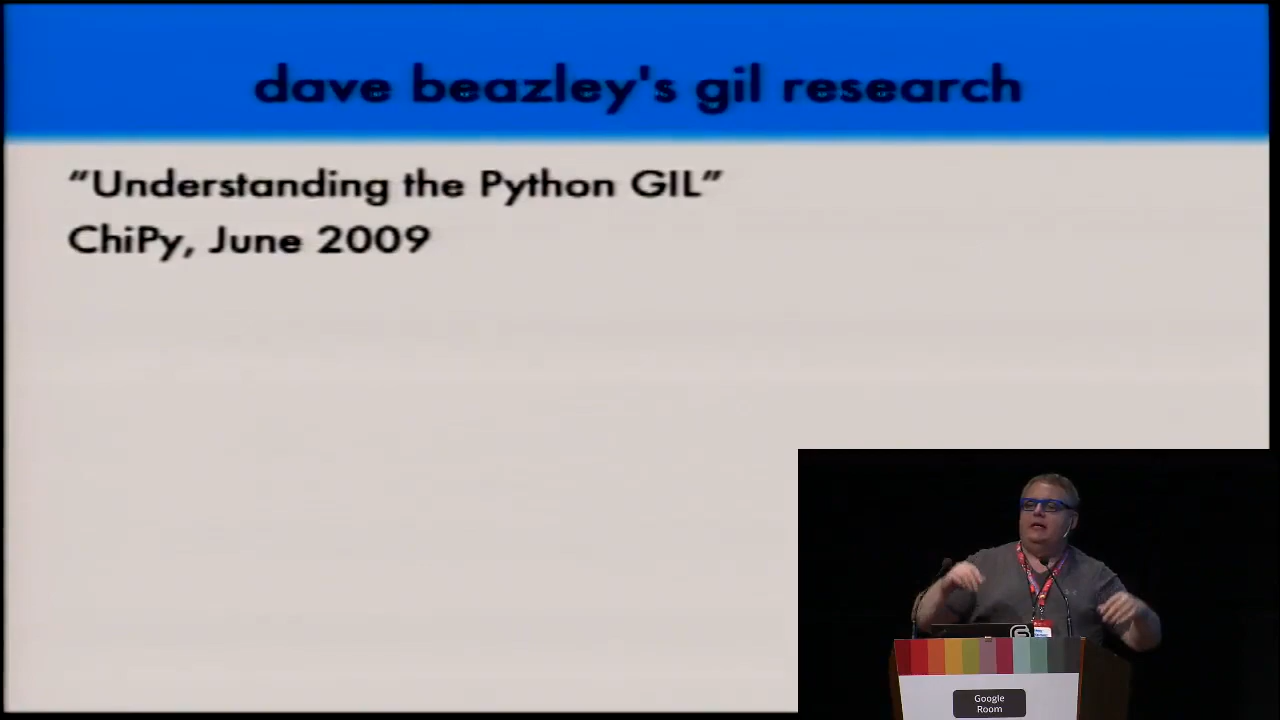 dave beazley's gil research
“Understanding the Python GIL”
ChiPy, June 2009
Google
Room